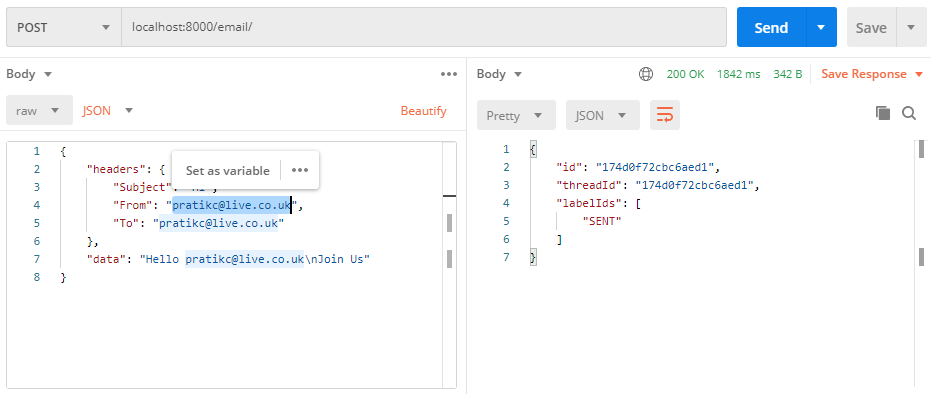 POST localhost:8000/email/ Send Save
Body ••• Body 200 OK 1842 ms 342 B Save Response
raw JSON Beautify Pretty JSON
1 {
2 "headers": {
Set as variable •••
3 "Subject":
4 "From": "pratikc@live.co.uk",
5 "To": "pratikc@live.co.uk"
6 },
7 "data": "Hello pratikc@live.co.uk\nJoin Us"
8 }
1 {
2 "id": "174d0f72cbc6aed1",
3 "threadId": "174d0f72cbc6aed1",
4 "labelIds": [
5 "SENT"
6 ]
7 }